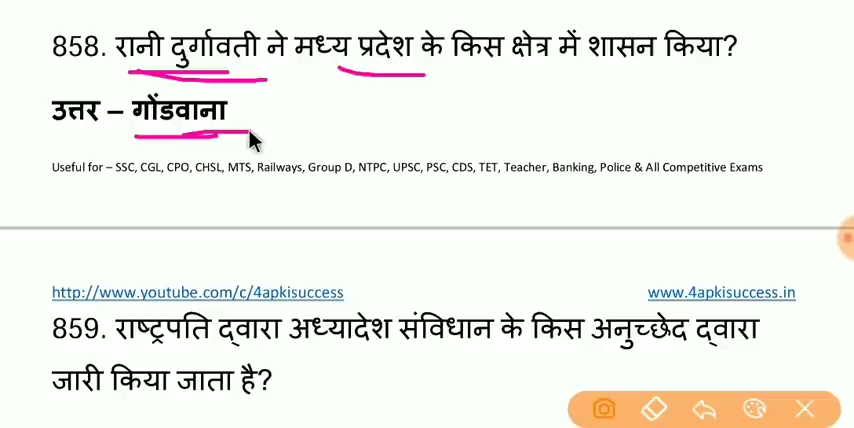 858. रानी दुर्गावती ने मध्य प्रदेश के किस क्षेत्र में शासन किया?
उत्तर – गोंडवाना
Useful for – SSC, CGL, CPO, CHSL, MTS, Railways, Group D, NTPC, UPSC, PSC, CDS, TET, Teacher, Banking, Police & All Competitive Exams
http://www.youtube.com/c/4apkisuccess www.4apkisuccess.in
859. राष्ट्रपति द्वारा अध्यादेश संविधान के किस अनुच्छेद द्वारा
जारी किया जाता है?